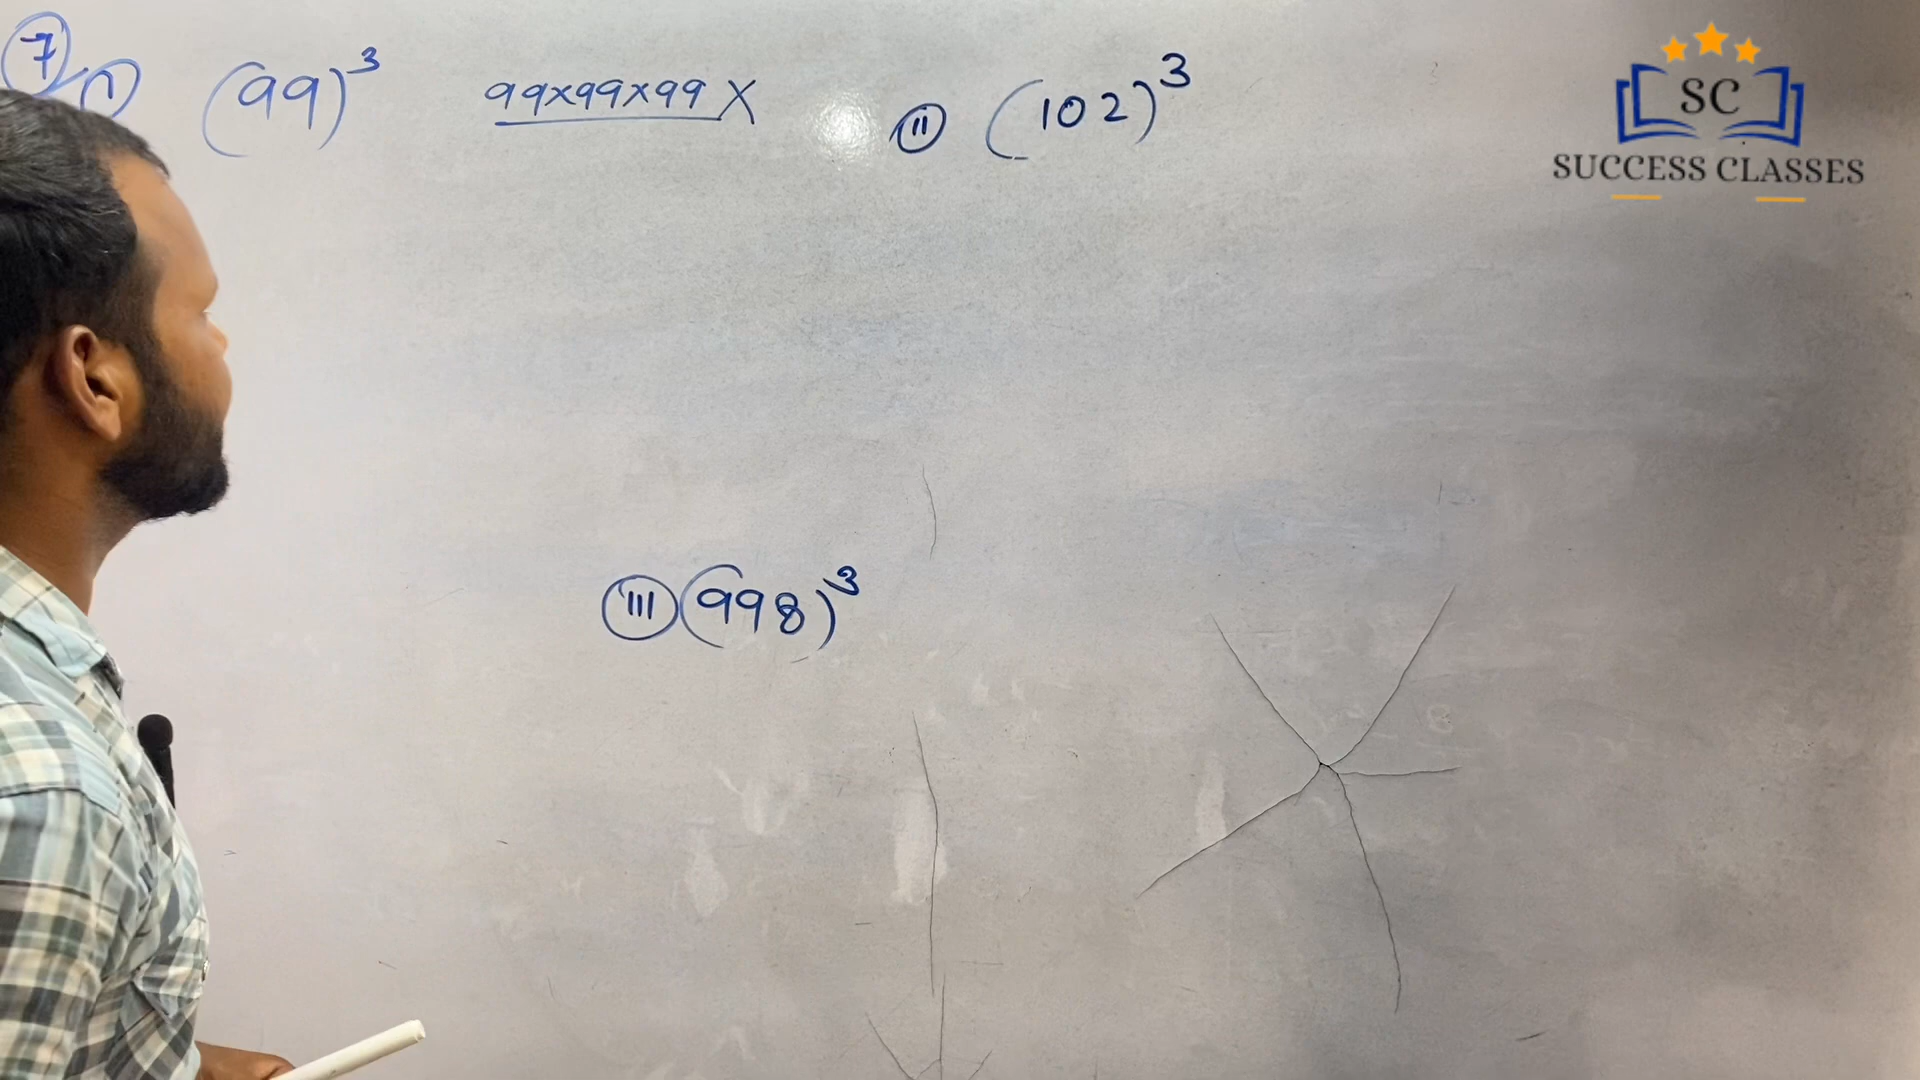 7 (99)³ 99×99×99 X
(ii) (102)³
(iii) (998)³
SC
SUCCESS CLASSES